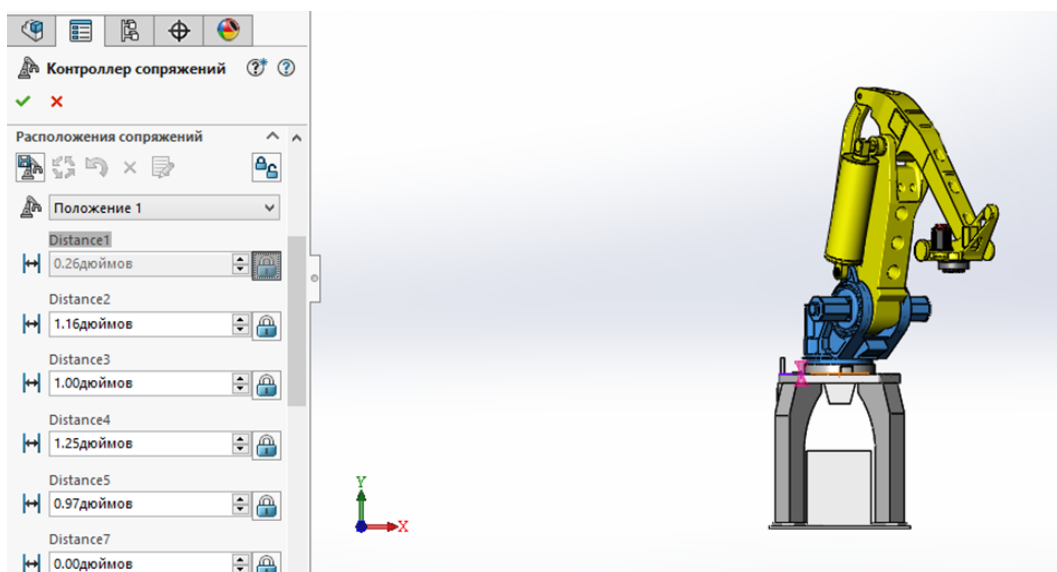 Контроллер сопряжений
Расположения сопряжений
Положение 1
Distance1
0.26дюймов
Distance2
1.16дюймов
Distance3
1.00дюймов
Distance4
1.25дюймов
Distance5
0.97дюймов
Distance7
0.00дюймов
Y
X